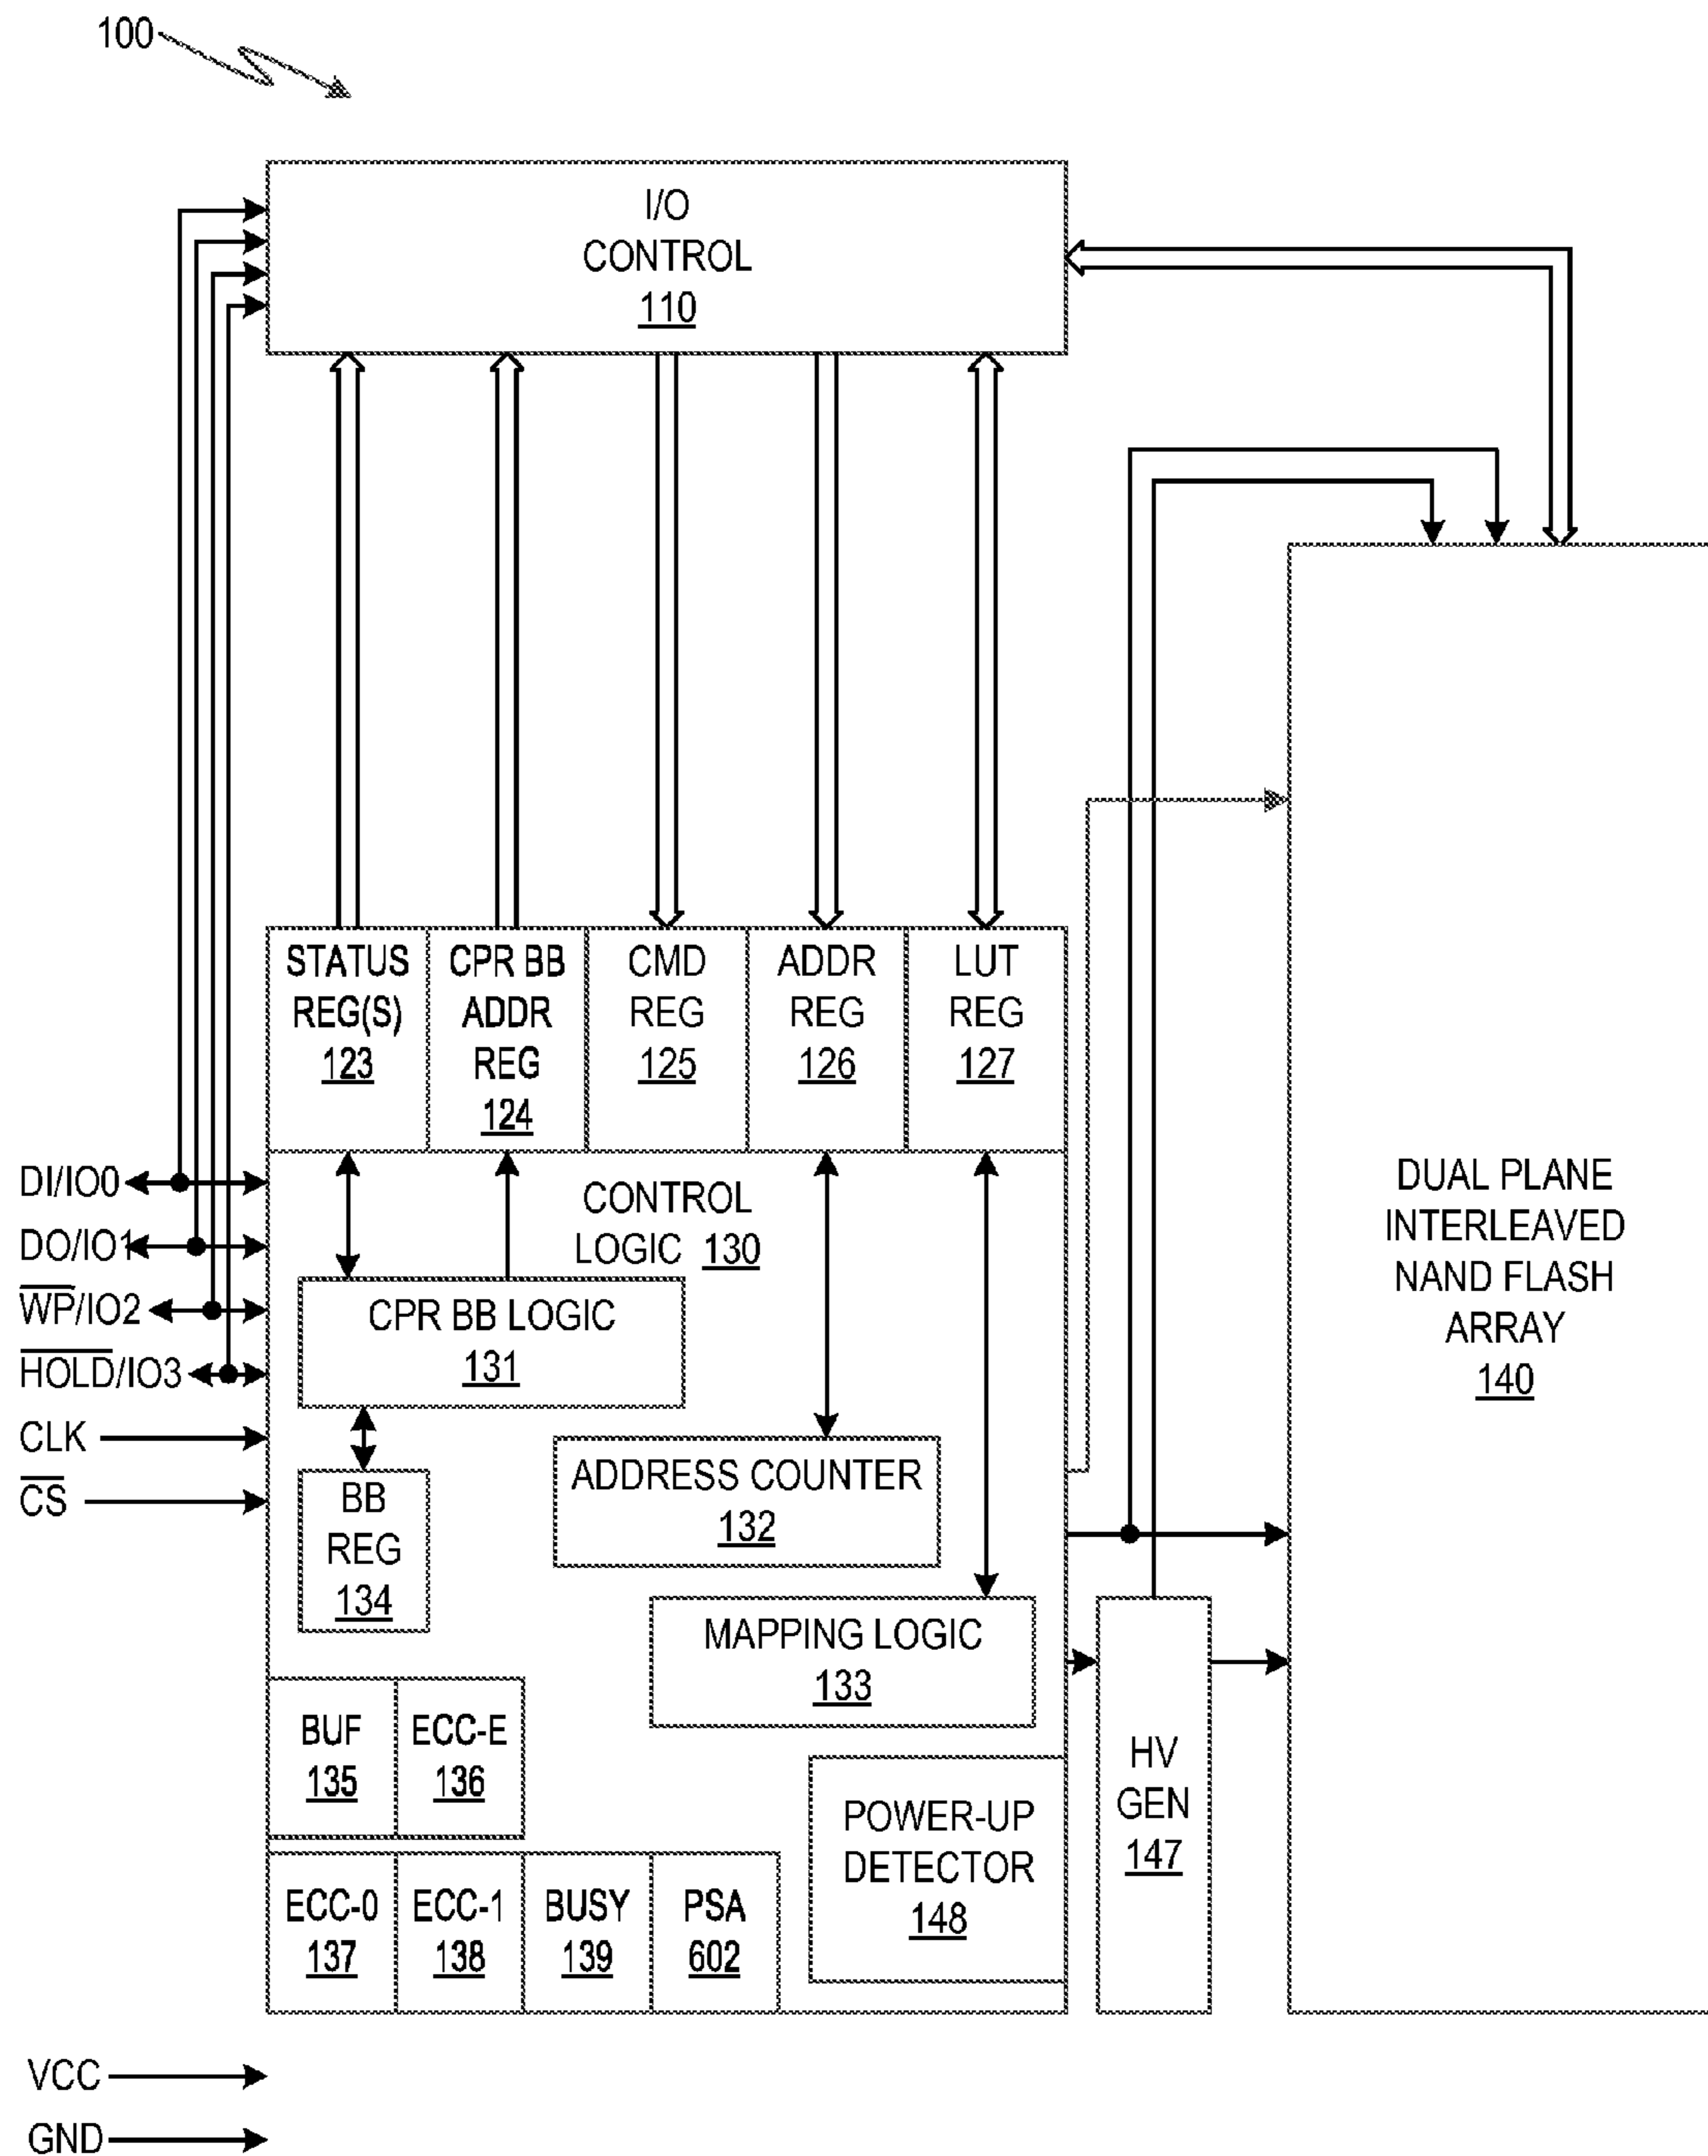 100
I/O
CONTROL
110
STATUS
REG(S)
123
CPR BB
ADDR
REG
124
CMD
REG
125
ADDR
REG
126
LUT
REG
127
DI/IO0
DO/IO1
W̅P̅/IO2
H̅O̅L̅D̅/IO3
CLK
C̅S̅
CONTROL
LOGIC 130
CPR BB LOGIC
131
ADDRESS COUNTER
132
BB
REG
134
MAPPING LOGIC
133
BUF
135
ECC-E
136
POWER-UP
DETECTOR
148
ECC-0
137
ECC-1
138
BUSY
139
PSA
602
HV
GEN
147
DUAL PLANE
INTERLEAVED
NAND FLASH
ARRAY
140
VCC
GND